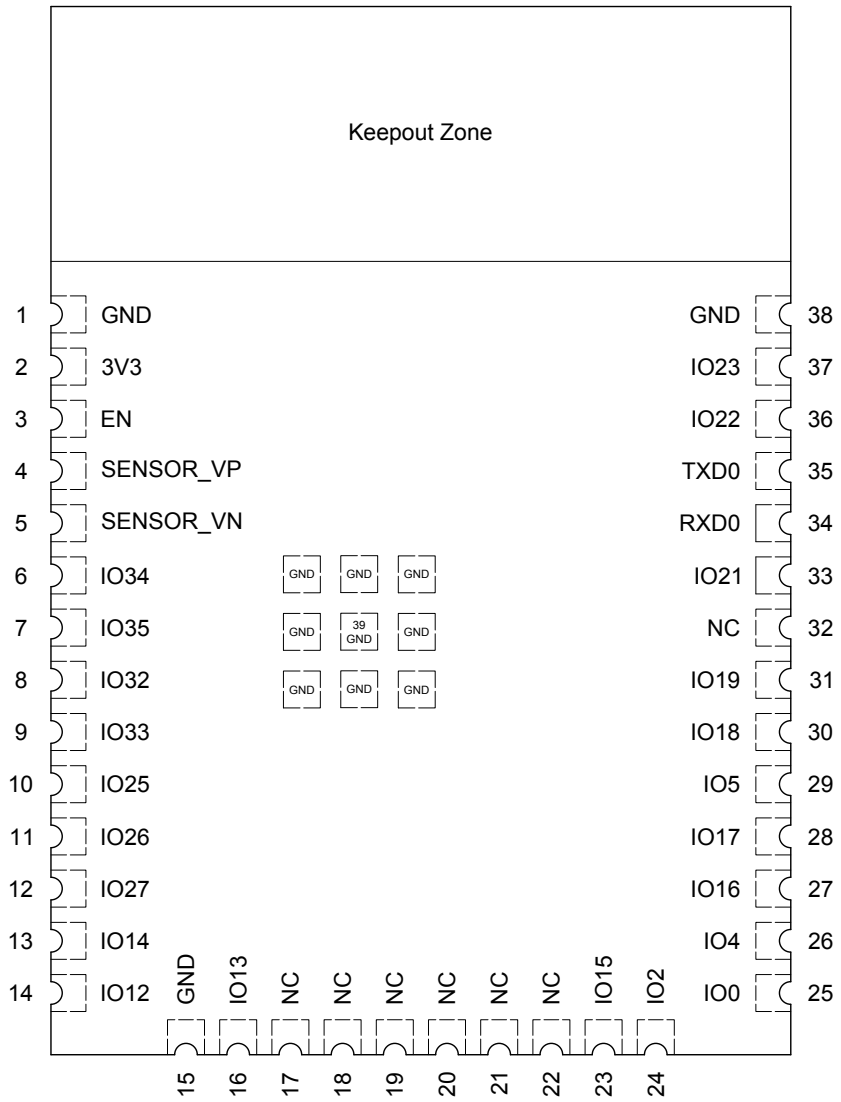 Keepout Zone
1 GND GND 38
2 3V3 IO23 37
3 EN IO22 36
4 SENSOR_VP TXD0 35
5 SENSOR_VN RXD0 34
6 IO34 GND GND GND IO21 33
7 IO35 GND 39 GND GND NC 32
8 IO32 GND GND GND IO19 31
9 IO33 IO18 30
10 IO25 IO5 29
11 IO26 IO17 28
12 IO27 IO16 27
13 IO14 IO4 26
14 IO12 IO0 25
GND IO13 NC NC NC NC NC NC IO15 IO2
15 16 17 18 19 20 21 22 23 24